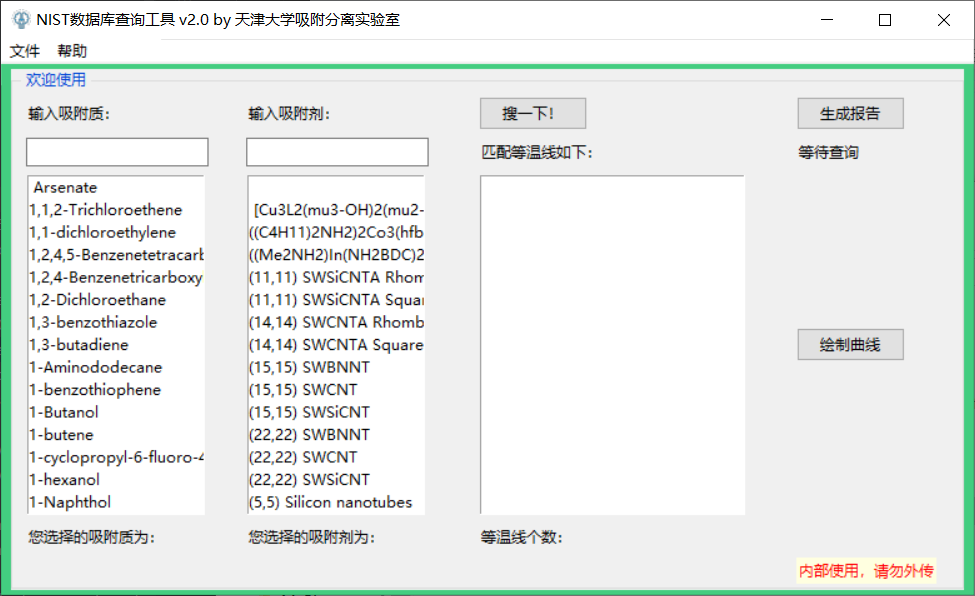 NIST数据库查询工具 v2.0 by 天津大学吸附分离实验室
文件 帮助
欢迎使用
输入吸附质:
Arsenate
1,1,2-Trichloroethene
1,1-dichloroethylene
1,2,4,5-Benzenetetracarb
1,2,4-Benzenetricarboxy
1,2-Dichloroethane
1,3-benzothiazole
1,3-butadiene
1-Aminododecane
1-benzothiophene
1-Butanol
1-butene
1-cyclopropyl-6-fluoro-4
1-hexanol
1-Naphthol
您选择的吸附质为:
输入吸附剂:
[Cu3L2(mu3-OH)2(mu2-
((C4H11)2NH2)2Co3(hfb
((Me2NH2)In(NH2BDC)2
(11,11) SWSiCNTA Rhom
(11,11) SWSiCNTA Squar
(14,14) SWCNTA Rhomb
(14,14) SWCNTA Square
(15,15) SWBNNT
(15,15) SWCNT
(15,15) SWSiCNT
(22,22) SWBNNT
(22,22) SWCNT
(22,22) SWSiCNT
(5,5) Silicon nanotubes
您选择的吸附剂为:
搜一下!
匹配等温线如下:
等温线个数:
生成报告
等待查询
绘制曲线
内部使用，请勿外传